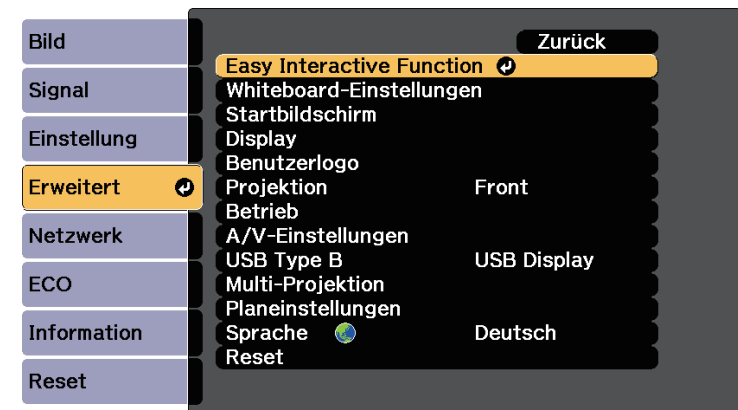 Bild
Signal
Einstellung
Erweitert
Netzwerk
ECO
Information
Reset
Zurück
Easy Interactive Function
Whiteboard-Einstellungen
Startbildschirm
Display
Benutzerlogo
Projektion Front
Betrieb
A/V-Einstellungen
USB Type B USB Display
Multi-Projektion
Planeinstellungen
Sprache Deutsch
Reset